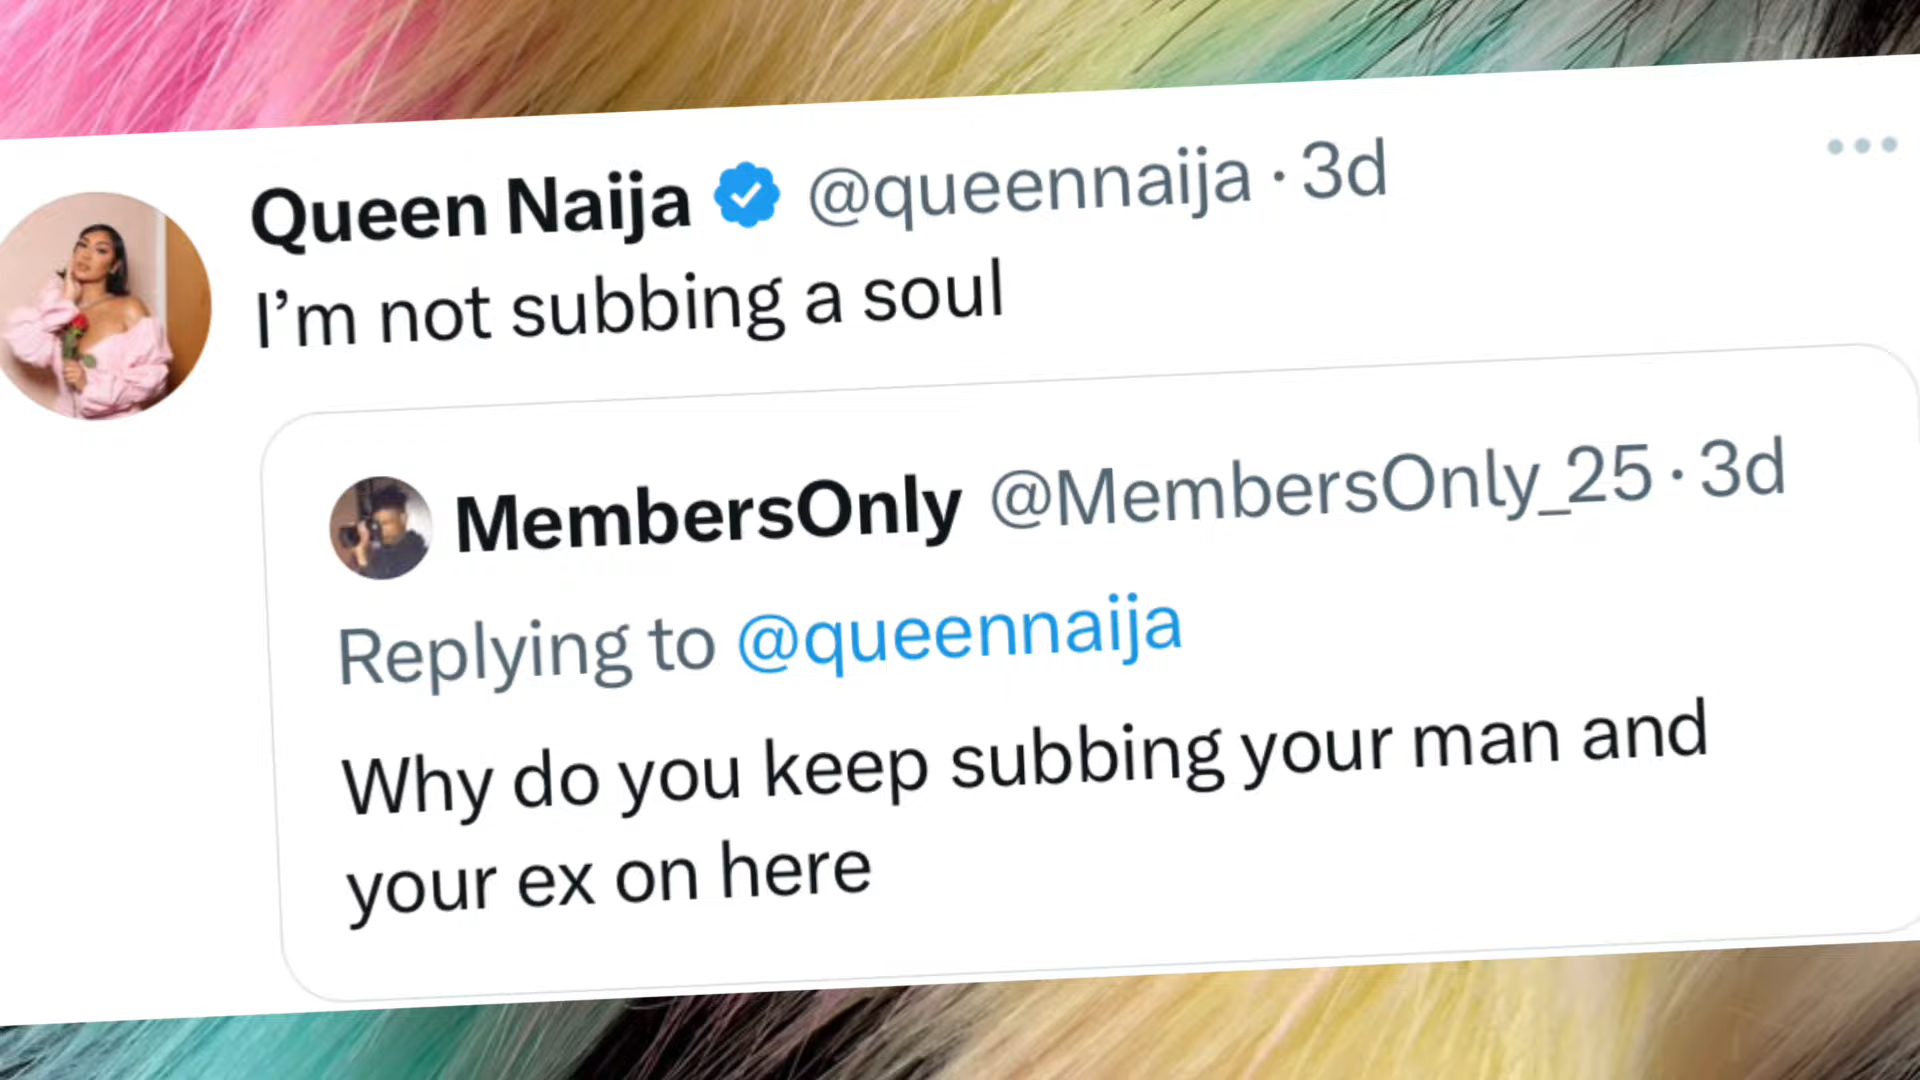 Queen Naija @queennaija · 3d
I’m not subbing a soul
MembersOnly @MembersOnly_25 · 3d
Replying to @queennaija
Why do you keep subbing your man and
your ex on here